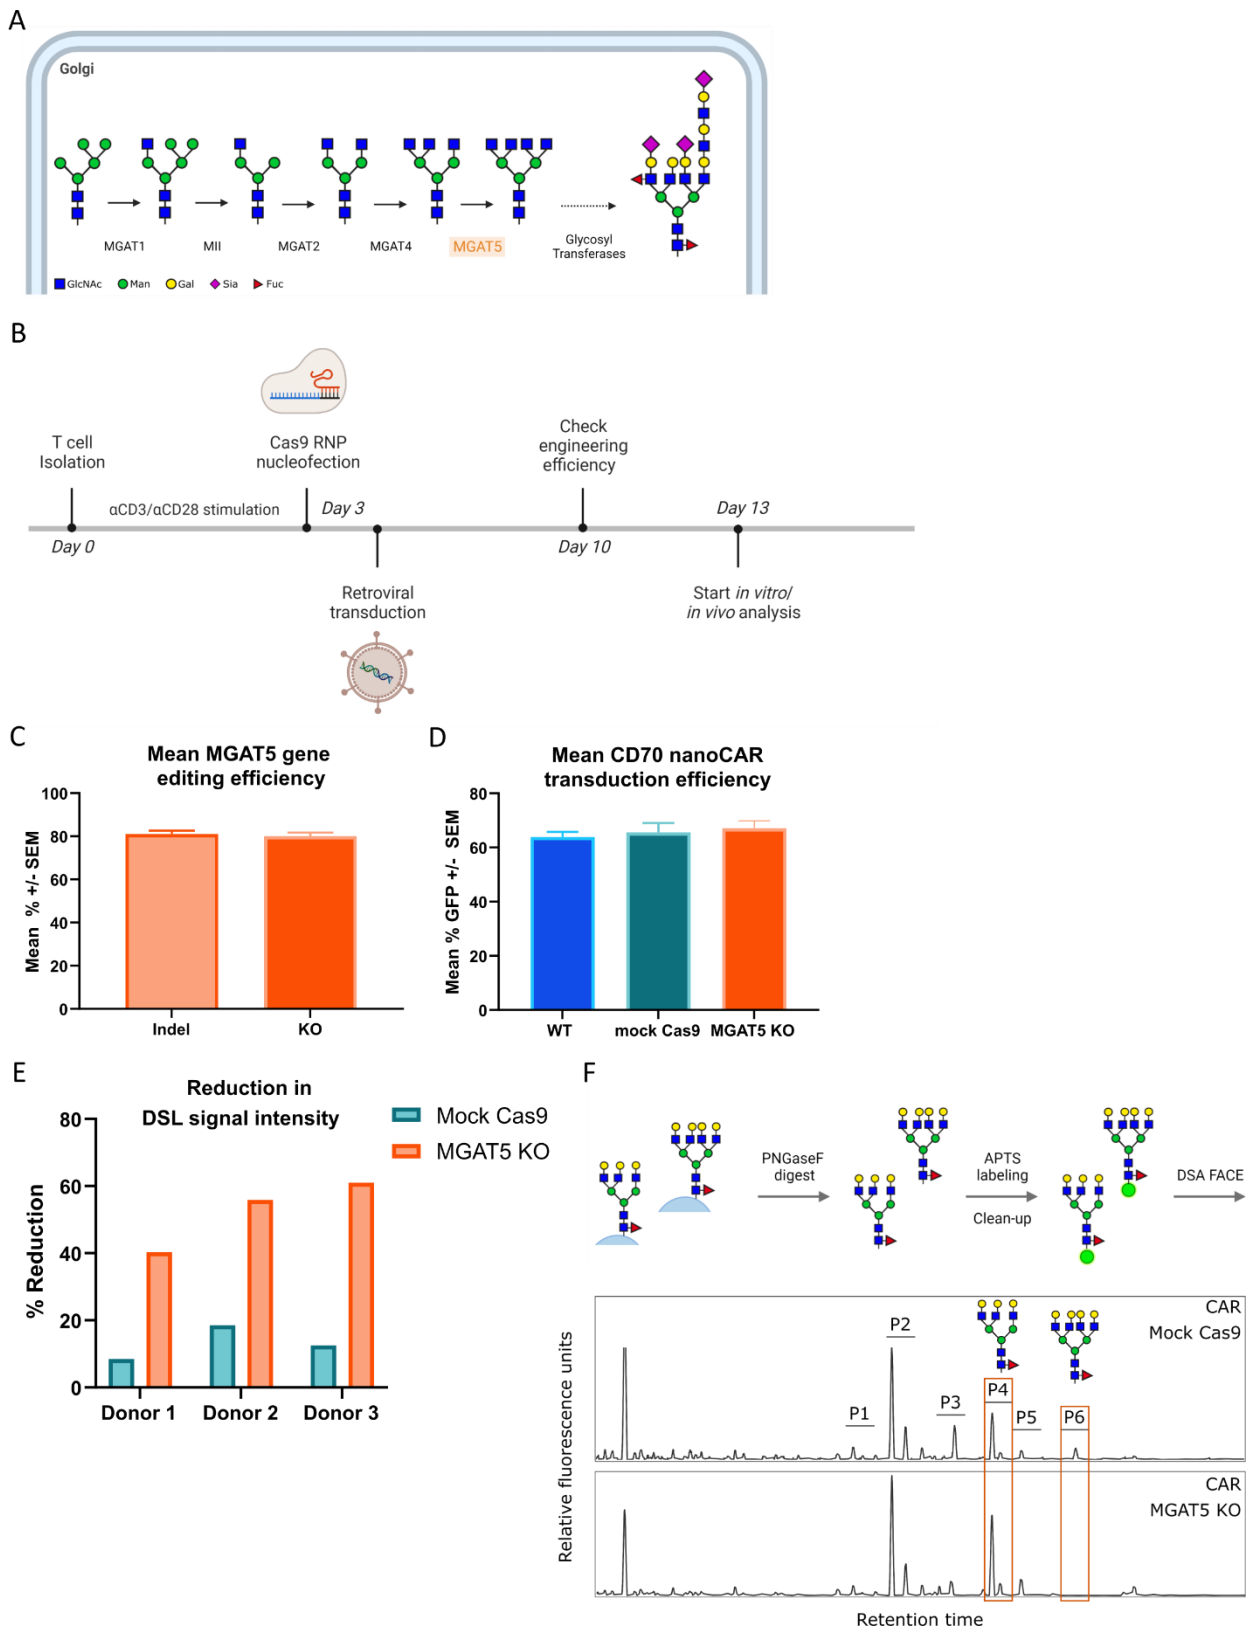 A
Golgi
MGAT1
MII
MGAT2
MGAT4
MGAT5
Glycosyl
Transferases
GlcNAc
Man
Gal
Sia
Fuc
B
T cell
Isolation
Cas9 RNP
nucleofection
Check
engineering
efficiency
αCD3/αCD28 stimulation
Day 3
Day 13
Day 0
Day 10
Retroviral
transduction
Start in vitro/
in vivo analysis
C
Mean MGAT5 gene
editing efficiency
Mean % +/- SEM
100
80
60
40
20
0
Indel
KO
D
Mean CD70 nanoCAR
transduction efficiency
Mean % GFP +/- SEM
80
60
40
20
0
WT
mock Cas9
MGAT5 KO
E
Reduction in
DSL signal intensity
Mock Cas9
MGAT5 KO
% Reduction
80
60
40
20
0
Donor 1
Donor 2
Donor 3
F
PNGaseF
digest
APTS
labeling
Clean-up
DSA FACE
Relative fluorescence units
CAR
Mock Cas9
P1
P2
P3
P4
P5
P6
CAR
MGAT5 KO
Retention time